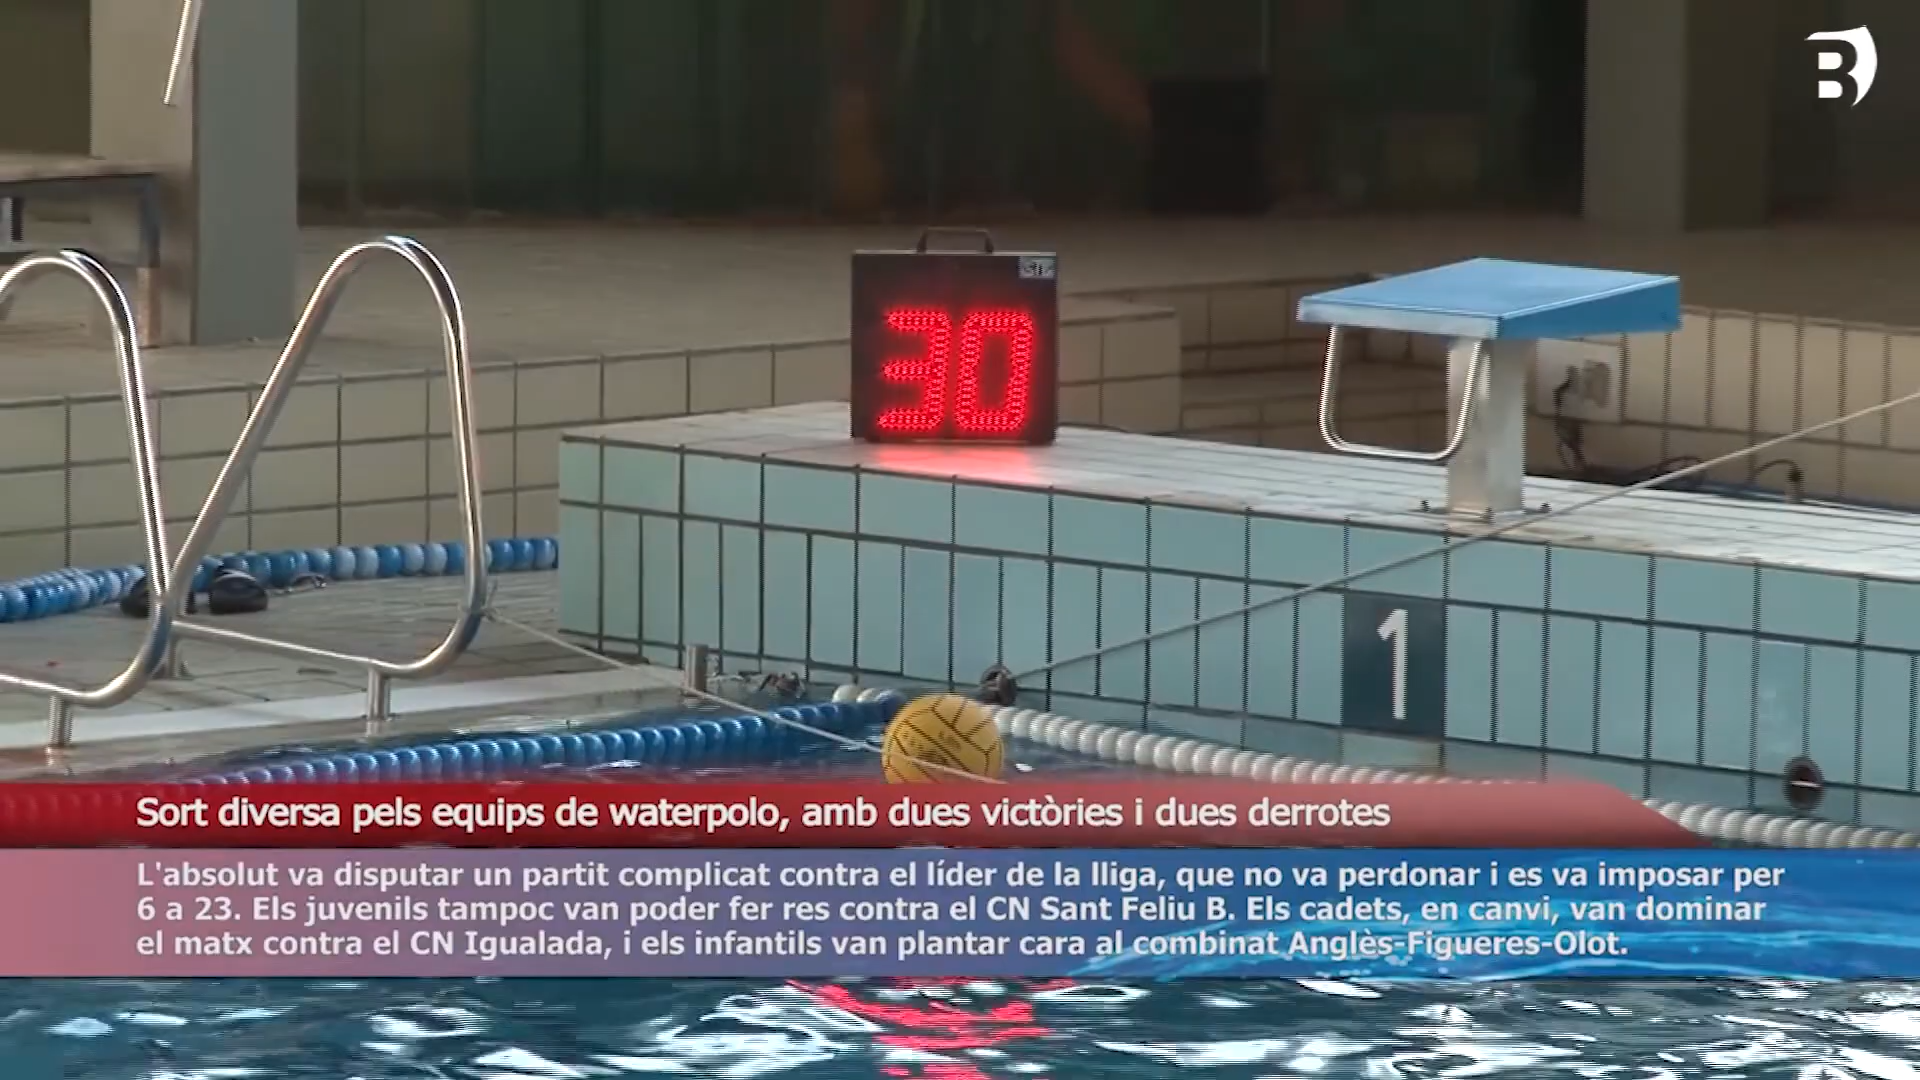 B
30
1
Sort diversa pels equips de waterpolo, amb dues victòries i dues derrotes
L'absolut va disputar un partit complicat contra el líder de la lliga, que no va perdonar i es va imposar per
6 a 23. Els juvenils tampoc van poder fer res contra el CN Sant Feliu B. Els cadets, en canvi, van dominar
el matx contra el CN Igualada, i els infantils van plantar cara al combinat Anglès-Figueres-Olot.